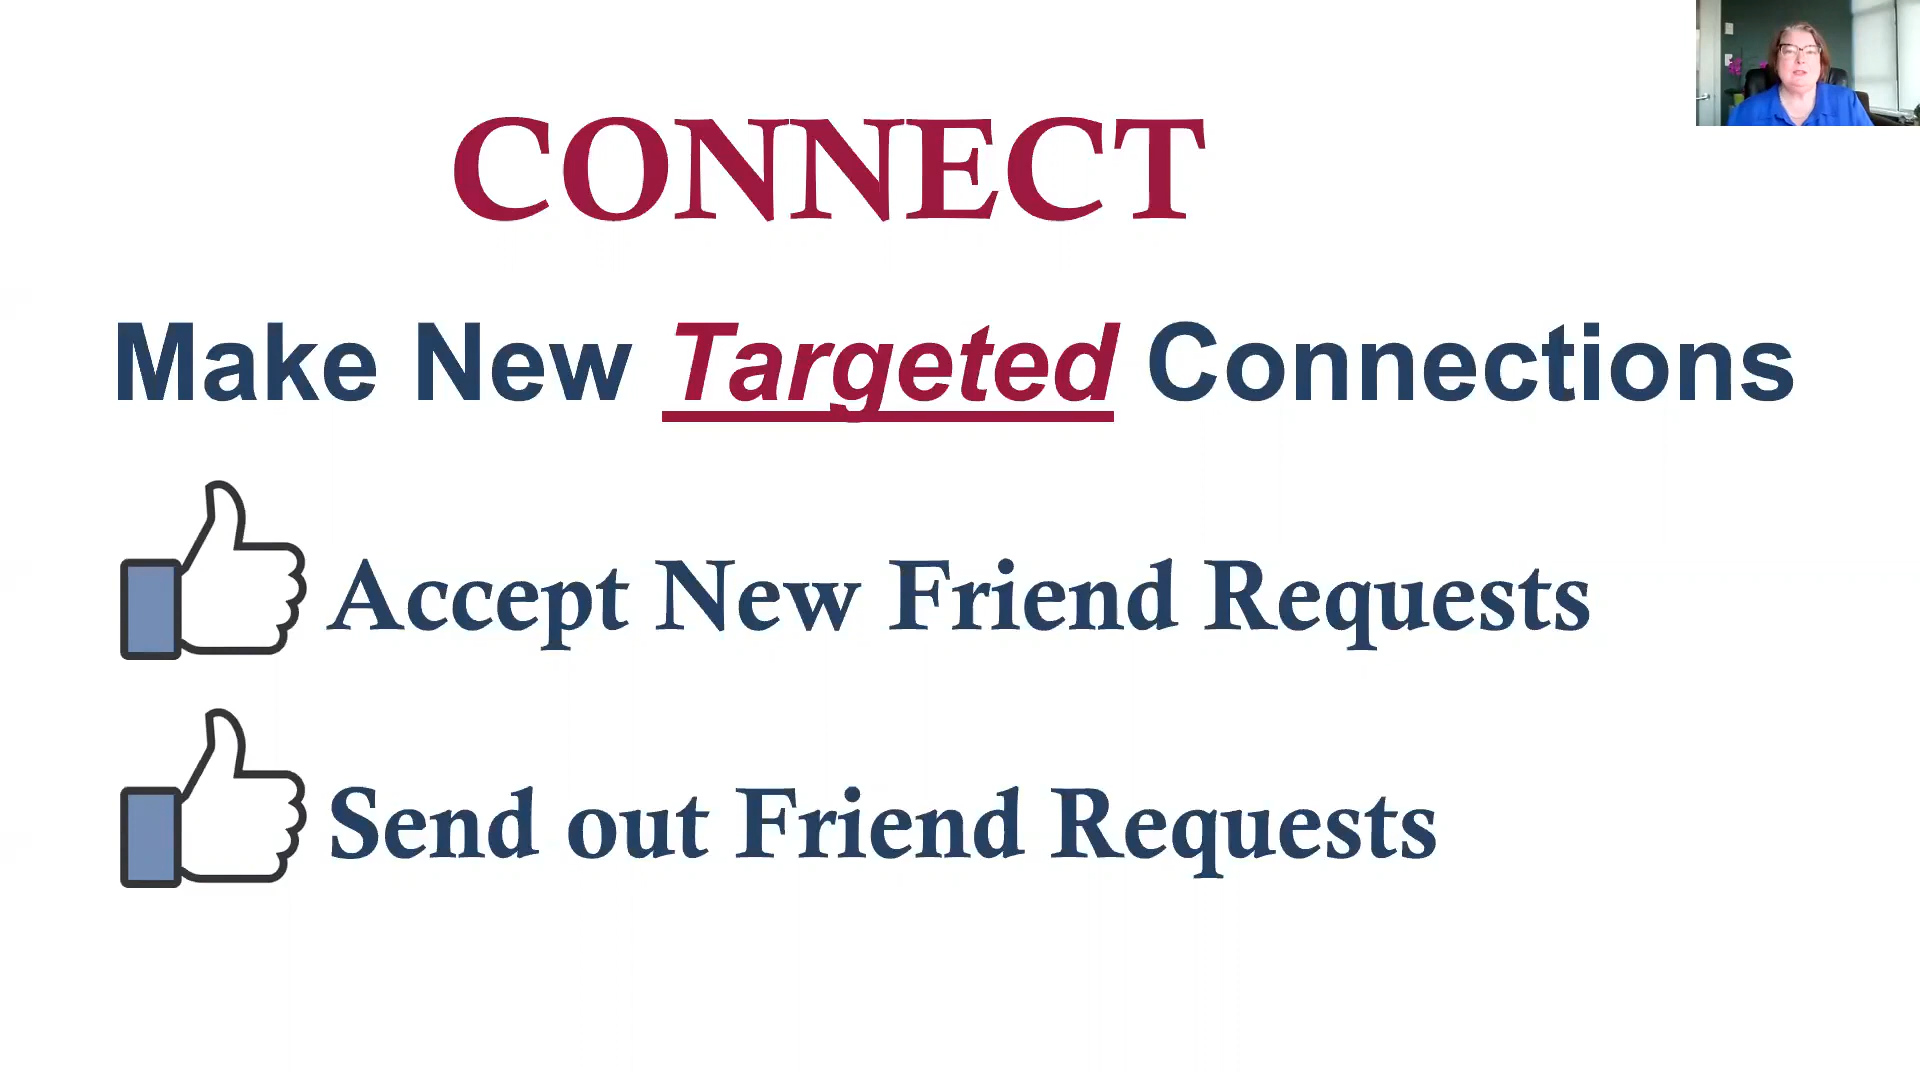 CONNECT
Make New Targeted Connections
Accept New Friend Requests
Send out Friend Requests